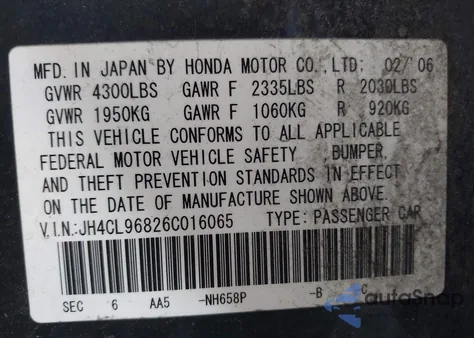 MFD. IN JAPAN BY HONDA MOTOR CO., LTD: 02/'06
GVWR 4300LBS GAWR F 2335LBS R 2030LBS
GVWR 1950KG GAWR F 1060KG R 920KG
THIS VEHICLE CONFORMS TO ALL APPLICABLE
FEDERAL MOTOR VEHICLE SAFETY BUMPER,
AND THEFT PREVENTION STANDARDS IN EFFECT
ON THE DATE OF MANUFACTURE SHOWN ABOVE.
V.I.N.:JH4CL96826C016065 TYPE: PASSENGER CAR
SEC 6 AA5 -NH658P -B C
autoSnap